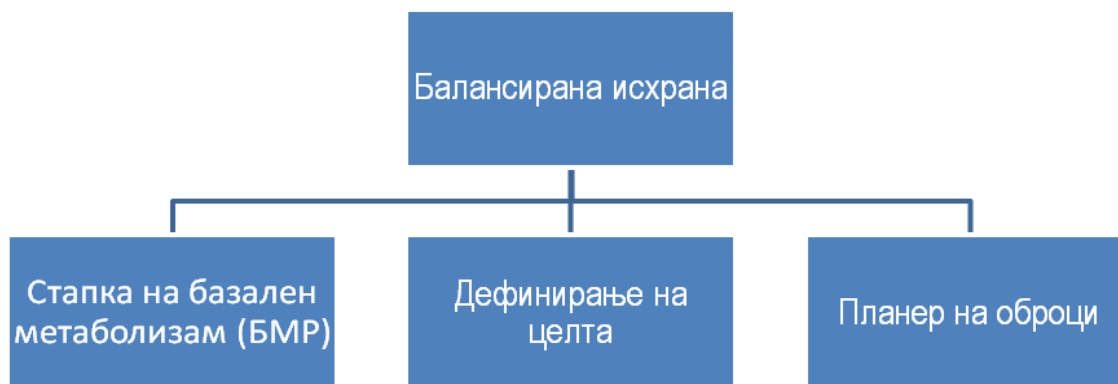 Балансирана исхрана
Стапка на базален
метаболизам (БМР)
Дефинирање на
целта
Планер на оброци